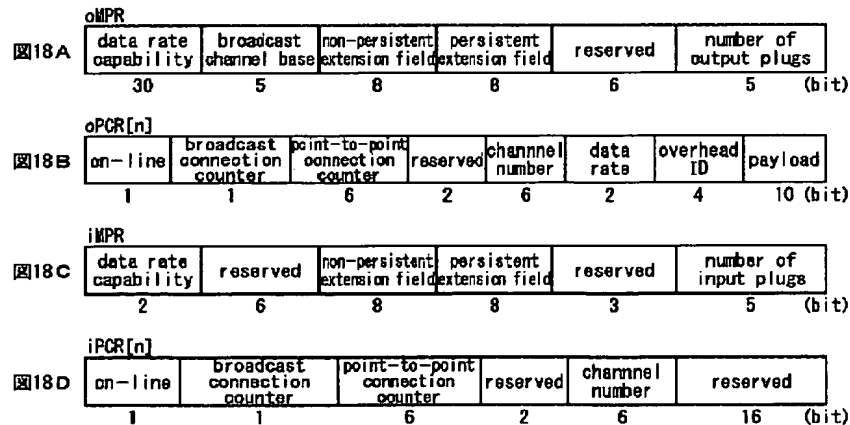 oMPR
図18A
data rate capability
broadcast channel base
non-persistent extension field
persistent extension field
reserved
number of output plugs
30 5 8 8 6 5 (bit)
oPCR[n]
図18B
on-line
broadcast connection counter
point-to-point connection counter
reserved
channnel number
data rate
overhead ID
payload
1 1 6 2 6 2 4 10 (bit)
iMPR
図18C
data rate capability
reserved
non-persistent extension field
persistent extension field
reserved
number of input plugs
2 6 8 8 3 5 (bit)
iPCR[n]
図18D
on-line
broadcast connection counter
point-to-point connection counter
reserved
channnel number
reserved
1 1 6 2 6 16 (bit)